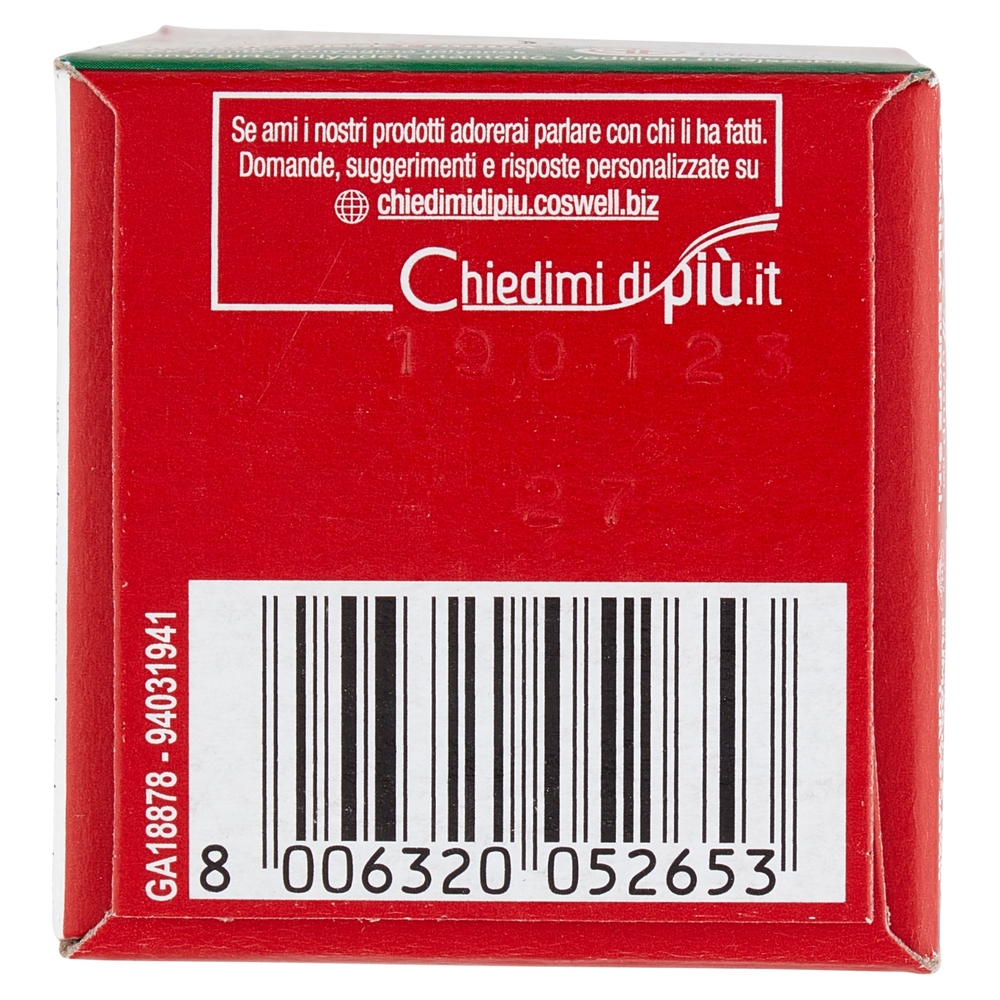 Se ami i nostri prodotti adorerai parlare con chi li ha fatti.
Domande, suggerimenti e risposte personalizzate su
chiedimidipiu.coswell.biz
Chiedimi di più.it
190123
27
GA18878 - 94031941
8 006320 052653